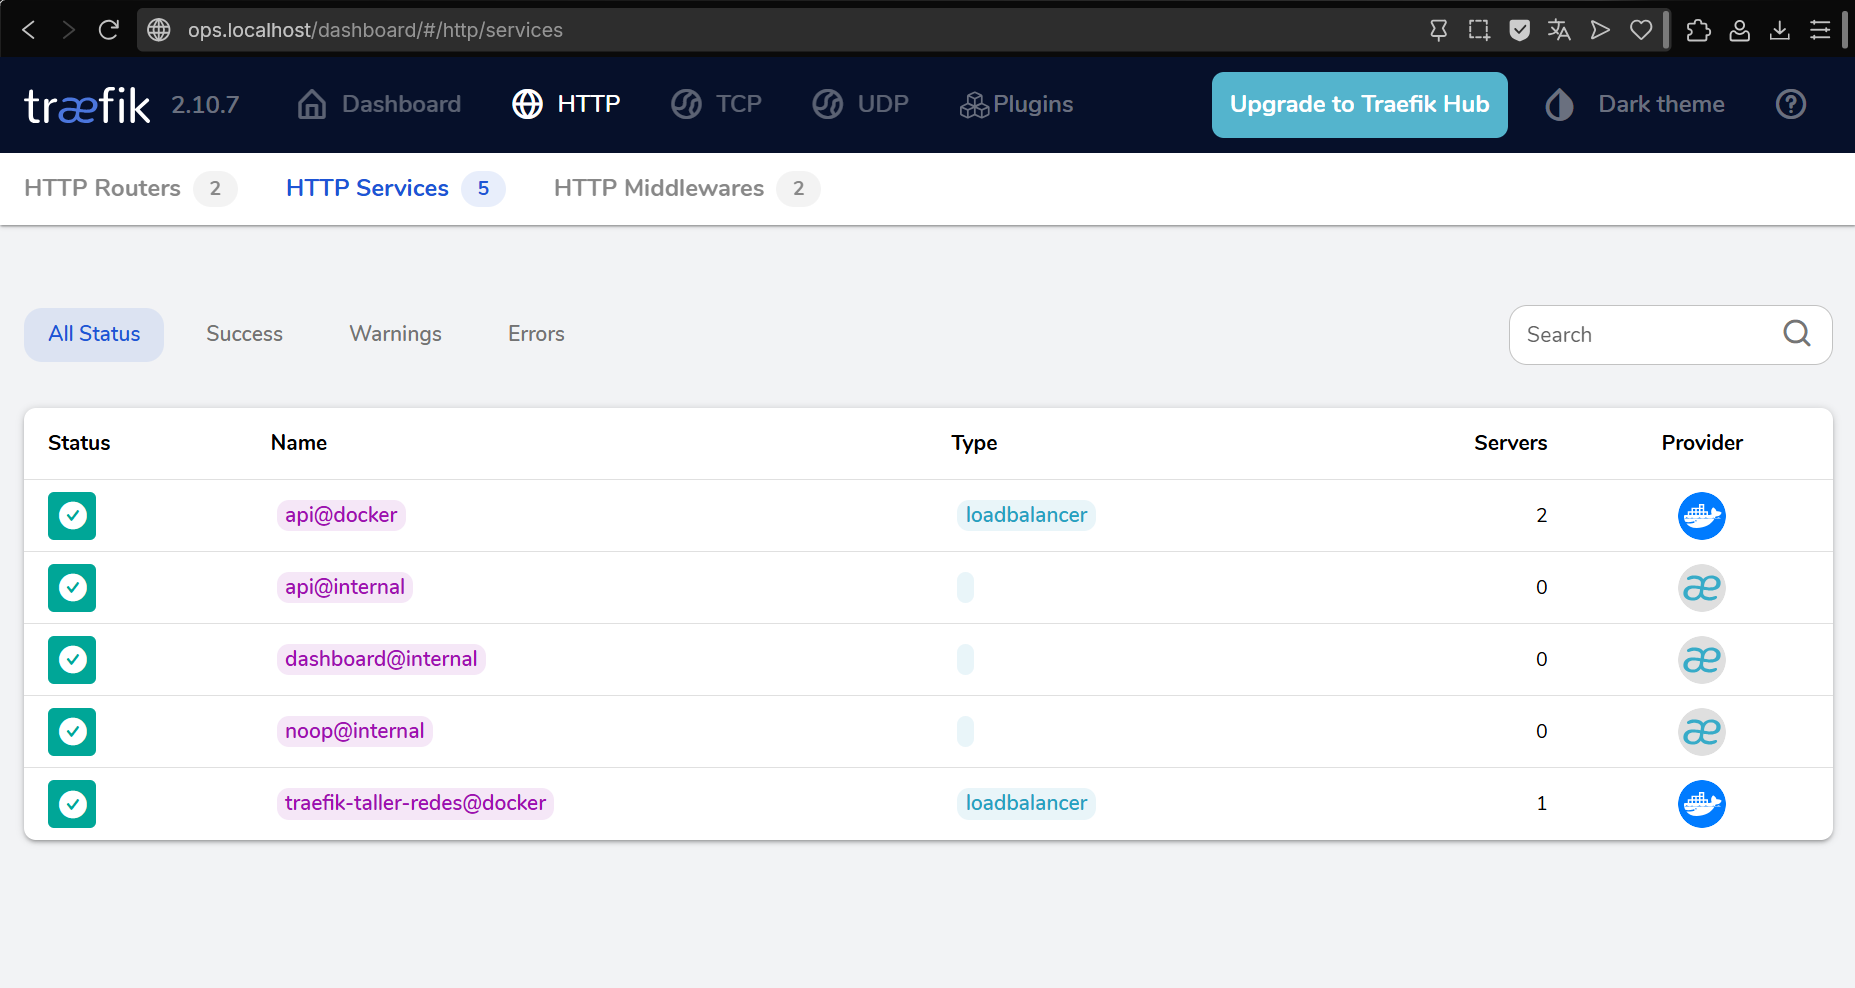 ops.localhost/dashboard/#/http/services
træfik 2.10.7 Dashboard HTTP TCP UDP Plugins Upgrade to Traefik Hub Dark theme
HTTP Routers 2 HTTP Services 5 HTTP Middlewares 2
All Status Success Warnings Errors Search
Status Name Type Servers Provider
api@docker loadbalancer 2
api@internal 0
dashboard@internal 0
noop@internal 0
traefik-taller-redes@docker loadbalancer 1